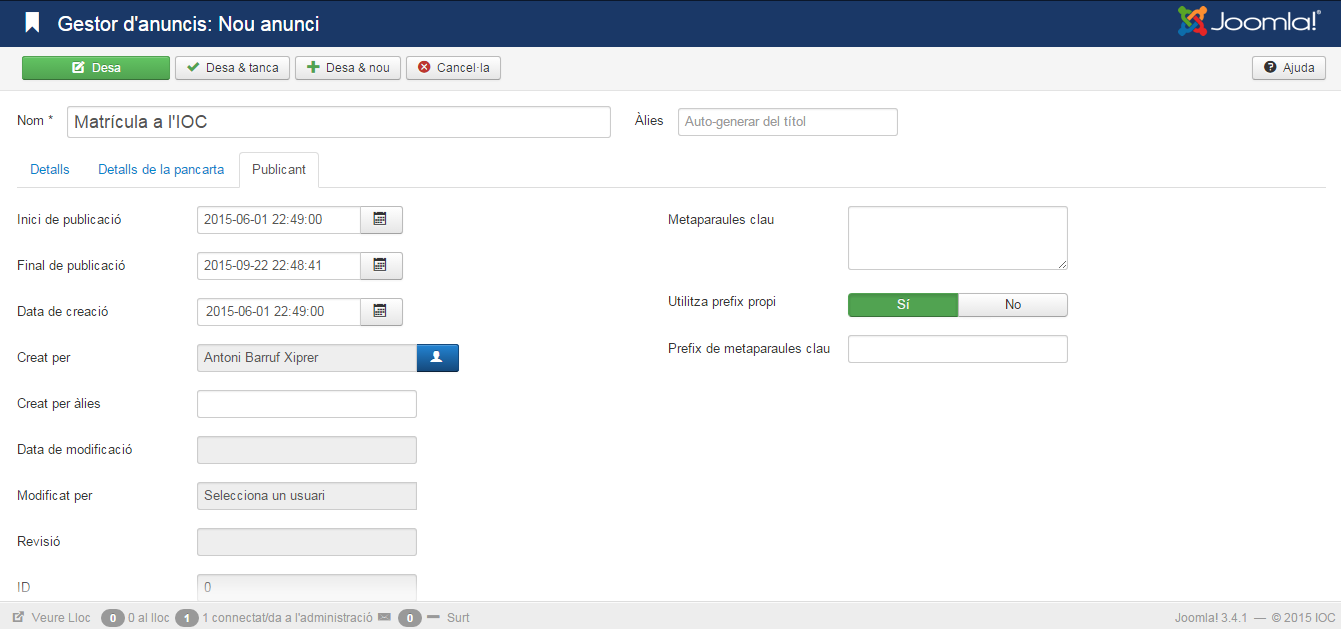 Gestor d'anuncis: Nou anunci
Joomla!®
Desa
Desa & tanca
Desa & nou
Cancel·la
Ajuda
Nom *
Matrícula a l'IOC
Àlies
Auto-generar del títol
Detalls
Detalls de la pancarta
Publicant
Inici de publicació
2015-06-01 22:49:00
Final de publicació
2015-09-22 22:48:41
Data de creació
2015-06-01 22:49:00
Creat per
Antoni Barruf Xiprer
Creat per àlies
Data de modificació
Modificat per
Selecciona un usuari
Revisió
ID
0
Metaparaules clau
Utilitza prefix propi
Sí
No
Prefix de metaparaules clau
Veure Lloc
0 0 al lloc
1 1 connectat/da a l'administració
0
Surt
Joomla! 3.4.1 — © 2015 IOC